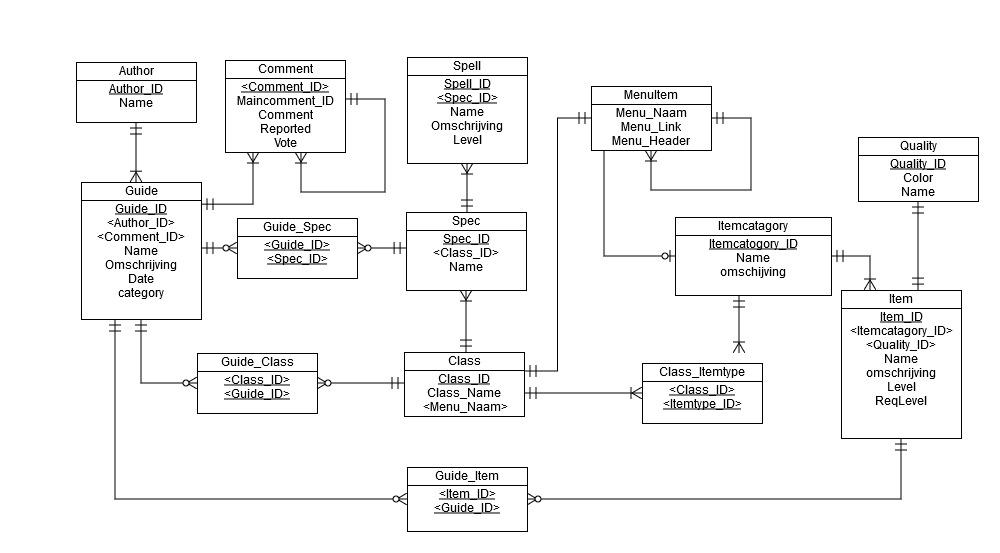 Author
Author_ID
Name
Comment
<Comment_ID>
Maincomment_ID
Comment
Reported
Vote
Spell
Spell_ID
<Spec_ID>
Name
Omschrijving
Level
MenuItem
Menu_Naam
Menu_Link
Menu_Header
Quality
Quality_ID
Color
Name
Guide
Guide_ID
<Author_ID>
<Comment_ID>
Name
Omschrijving
Date
category
Guide_Spec
<Guide_ID>
<Spec_ID>
Spec
Spec_ID
<Class_ID>
Name
Itemcatagory
Itemcatogory_ID
Name
omschijving
Item
Item_ID
<Itemcatagory_ID>
<Quality_ID>
Name
omschrijving
Level
ReqLevel
Guide_Class
<Class_ID>
<Guide_ID>
Class
Class_ID
Class_Name
<Menu_Naam>
Class_Itemtype
<Class_ID>
<Itemtype_ID>
Guide_Item
<Item_ID>
<Guide_ID>